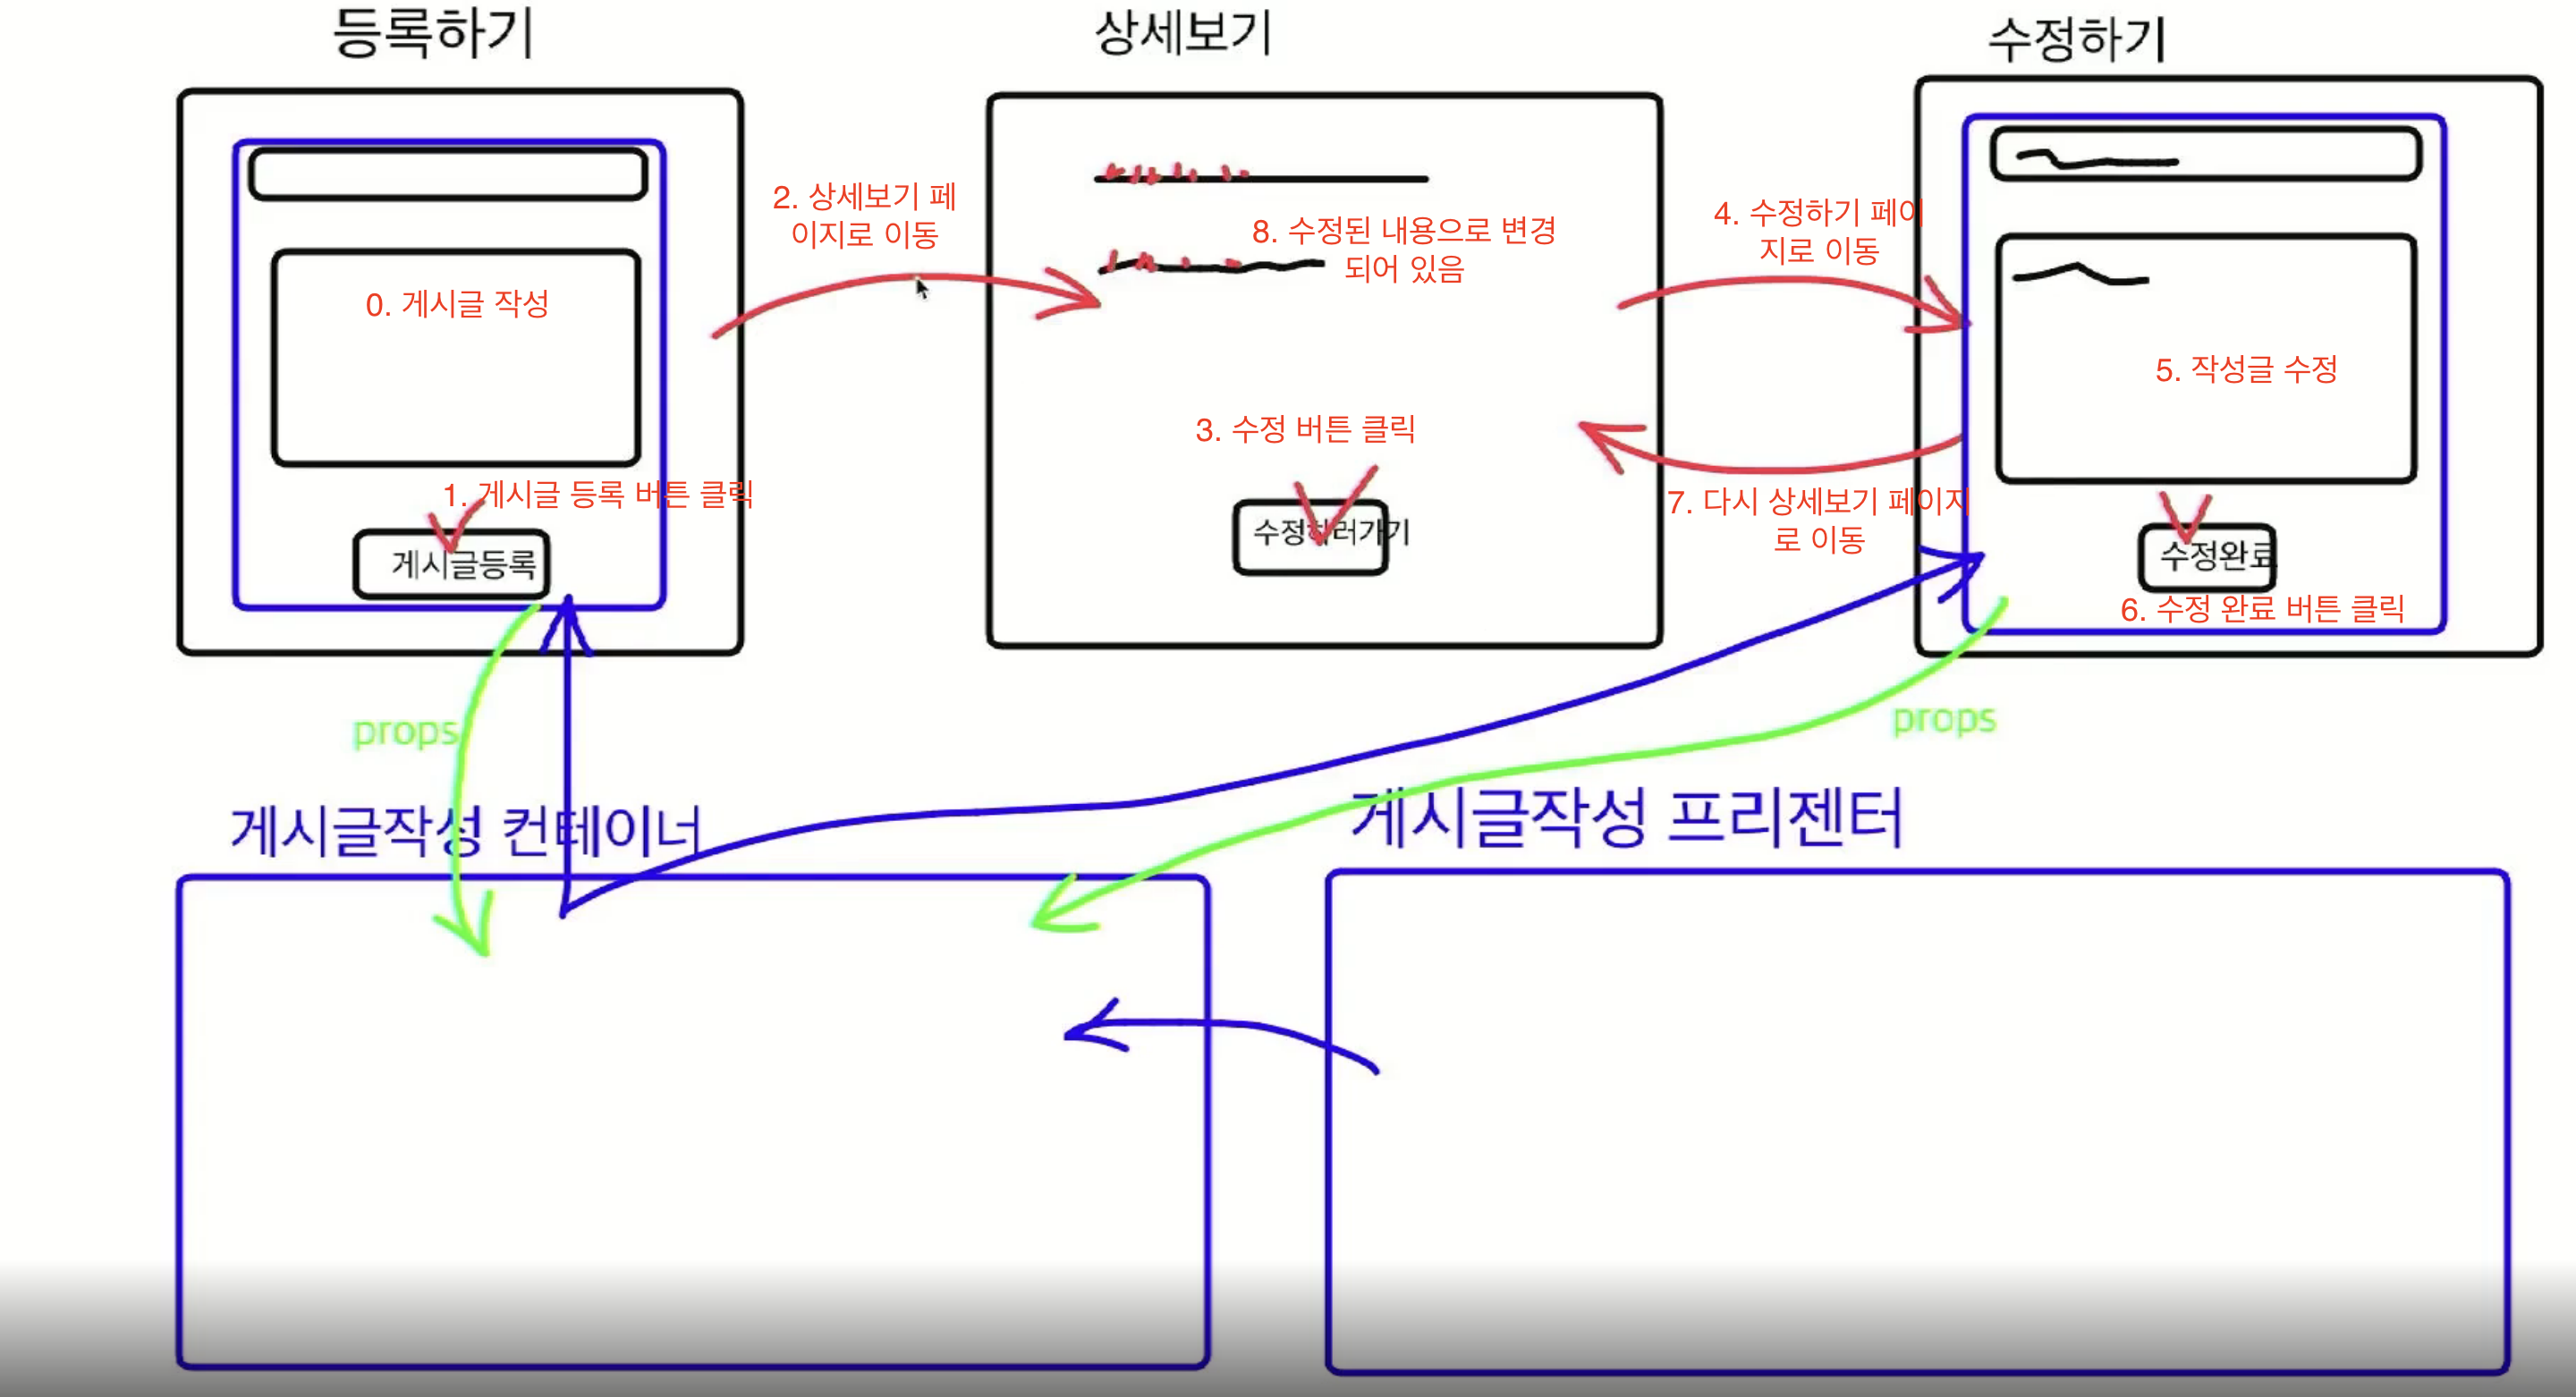 등록하기
상세보기
수정하기
0. 게시글 작성
1. 게시글 등록 버튼 클릭
게시글등록
2. 상세보기 페
이지로 이동
8. 수정된 내용으로 변경
되어 있음
3. 수정 버튼 클릭
수정하러가기
4. 수정하기 페이
지로 이동
7. 다시 상세보기 페이지
로 이동
5. 작성글 수정
수정완료
6. 수정 완료 버튼 클릭
props
props
게시글작성 컨테이너
게시글작성 프리젠터